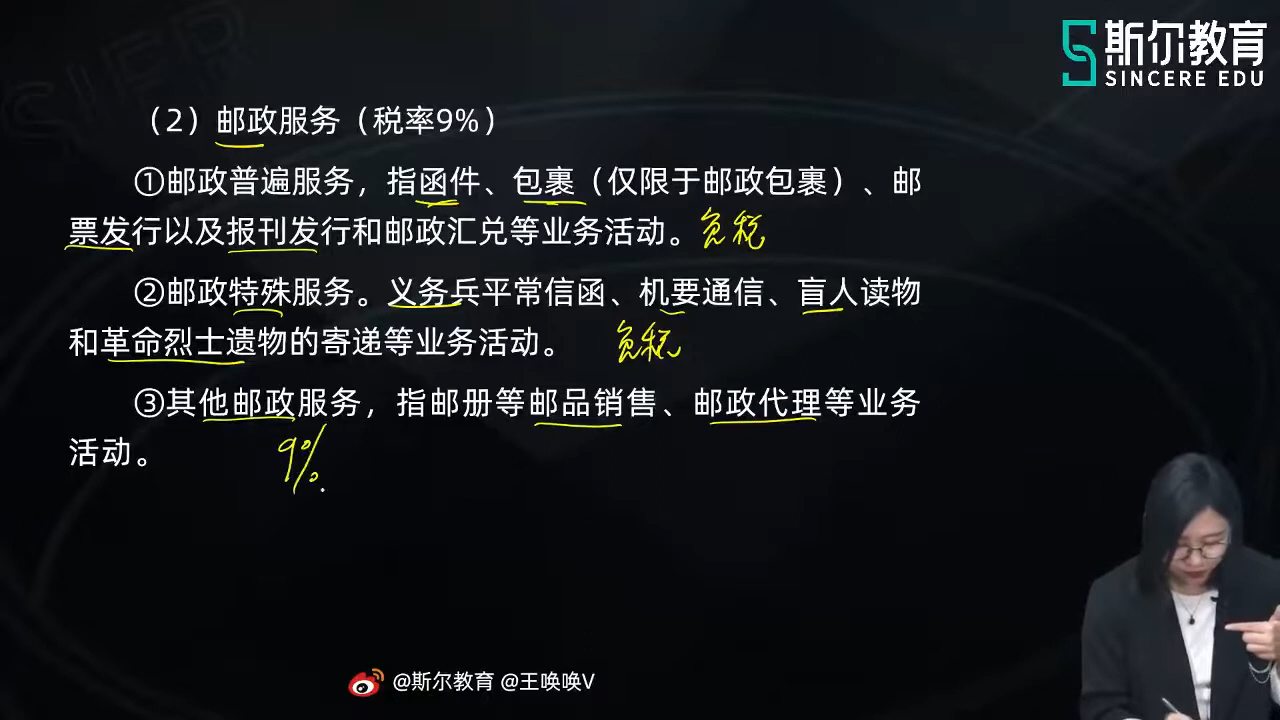 斯尔教育
SINCERE EDU
（2）邮政服务（税率9%）
①邮政普遍服务，指函件、包裹（仅限于邮政包裹）、邮
票发行以及报刊发行和邮政汇兑等业务活动。免税
②邮政特殊服务。义务兵平常信函、机要通信、盲人读物
和革命烈士遗物的寄递等业务活动。 免税
③其他邮政服务，指邮册等邮品销售、邮政代理等业务
活动。 9%
@斯尔教育 @王唤唤V